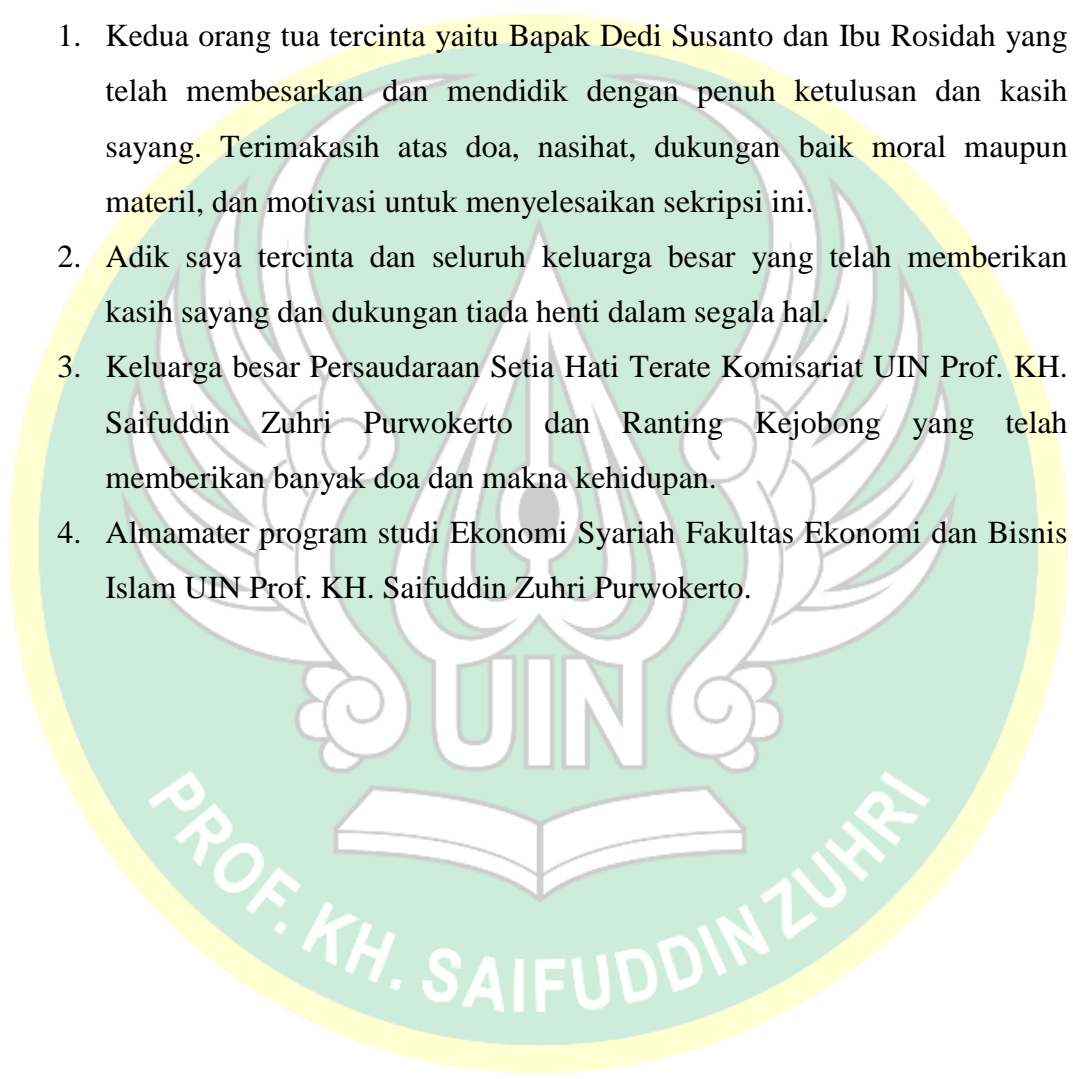 1. Kedua orang tua tercinta yaitu Bapak Dedi Susanto dan Ibu Rosidah yang
telah membesarkan dan mendidik dengan penuh ketulusan dan kasih
sayang. Terimakasih atas doa, nasihat, dukungan baik moral maupun
materil, dan motivasi untuk menyelesaikan sekripsi ini.
2. Adik saya tercinta dan seluruh keluarga besar yang telah memberikan
kasih sayang dan dukungan tiada henti dalam segala hal.
3. Keluarga besar Persaudaraan Setia Hati Terate Komisariat UIN Prof. KH.
Saifuddin Zuhri Purwokerto dan Ranting Kejobong yang telah
memberikan banyak doa dan makna kehidupan.
4. Almamater program studi Ekonomi Syariah Fakultas Ekonomi dan Bisnis
Islam UIN Prof. KH. Saifuddin Zuhri Purwokerto.
UIN
PROF. KH. SAIFUDDIN ZUHRI